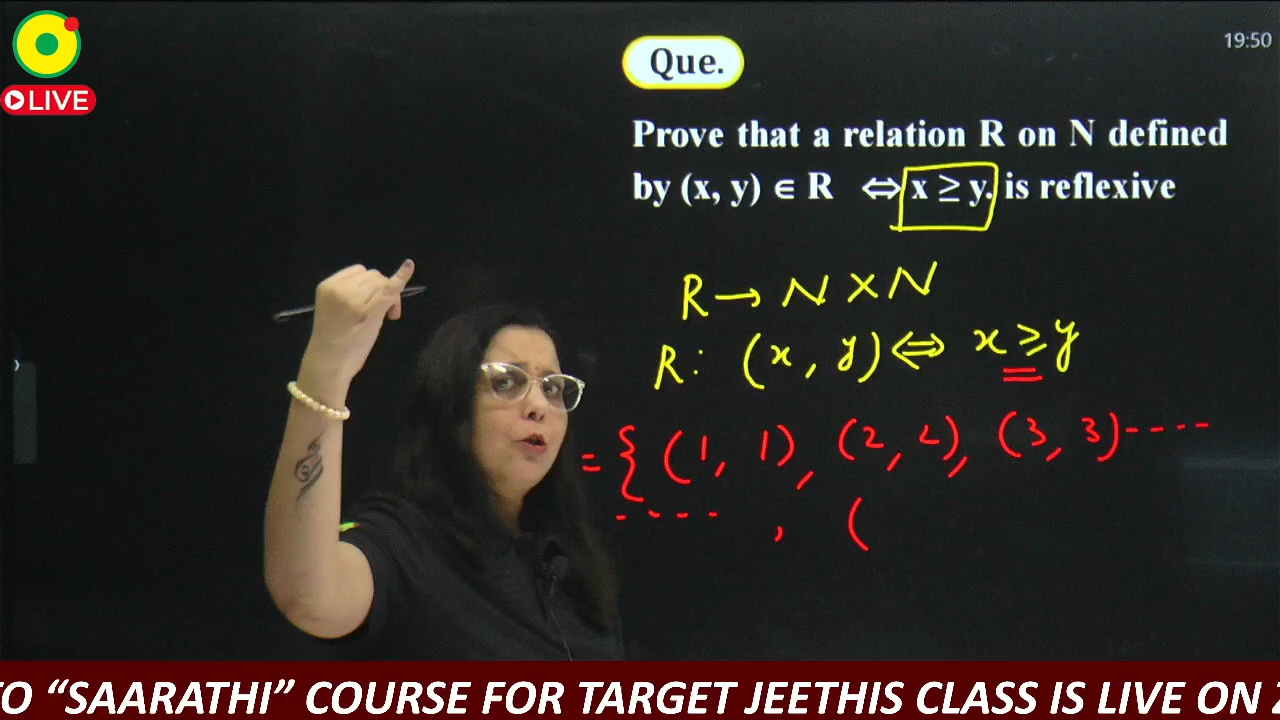 19:50
LIVE
Que.
Prove that a relation R on N defined
by (x, y) ∈ R ⇔ x ≥ y. is reflexive
R → N × N
R: (x, y) ⇔ x ≥ y
= { (1, 1), (2, 2), (3, 3) ----
---- , (
TO “SAARATHI” COURSE FOR TARGET JEETHIS CLASS IS LIVE ON